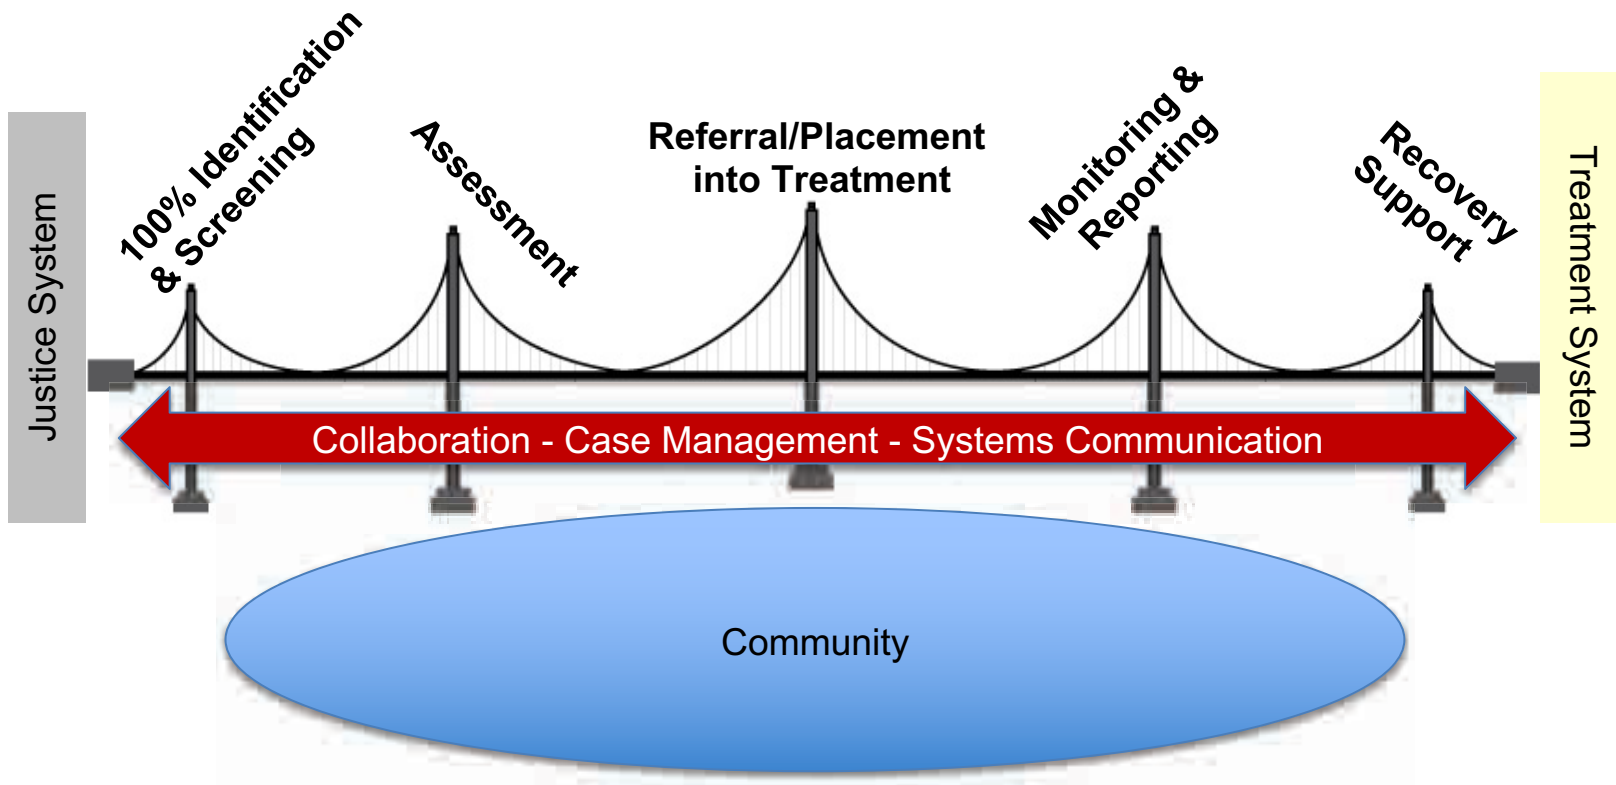 Justice System
100% Identification
& Screening
Assessment
Referral/Placement
into Treatment
Monitoring &
Reporting
Recovery
Support
Treatment System
Collaboration - Case Management - Systems Communication
Community